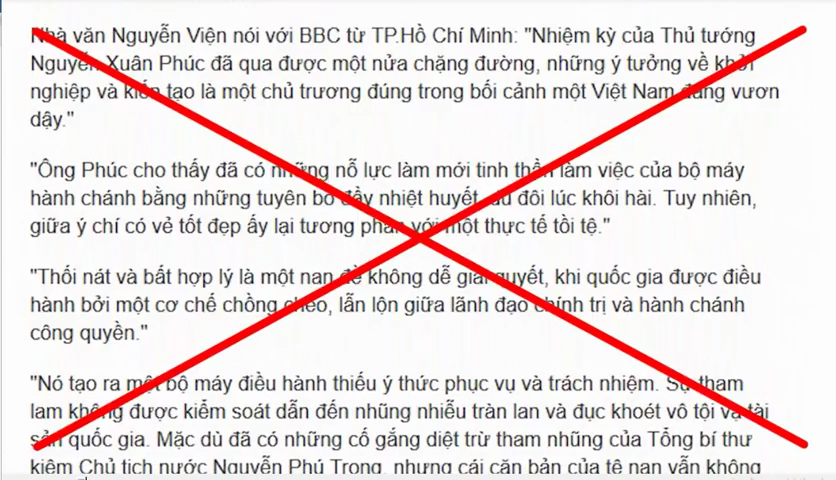 Nhà văn Nguyễn Viện nói với BBC từ TP.Hồ Chí Minh: "Nhiệm kỳ của Thủ tướng
Nguyễn Xuân Phúc đã qua được một nửa chặng đường, những ý tưởng về khởi
nghiệp và kiến tạo là một chủ trương đúng trong bối cảnh một Việt Nam đang vươn
dậy."
"Ông Phúc cho thấy đã có những nỗ lực làm mới tinh thần làm việc của bộ máy
hành chánh bằng những tuyên bố đầy nhiệt huyết, dù đôi lúc khôi hài. Tuy nhiên,
giữa ý chí có vẻ tốt đẹp ấy lại tương phản với một thực tế tồi tệ."
"Thối nát và bất hợp lý là một nan đề không dễ giải quyết, khi quốc gia được điều
hành bởi một cơ chế chồng chéo, lẫn lộn giữa lãnh đạo chính trị và hành chánh
công quyền."
"Nó tạo ra một bộ máy điều hành thiếu ý thức phục vụ và trách nhiệm. Sự tham
lam không được kiểm soát dẫn đến nhũng nhiễu tràn lan và đục khoét vô tội vạ tài
sản quốc gia. Mặc dù đã có những cố gắng diệt trừ tham nhũng của Tổng bí thư
kiêm Chủ tịch nước Nguyễn Phú Trọng, nhưng cái căn bản của tệ nạn vẫn không